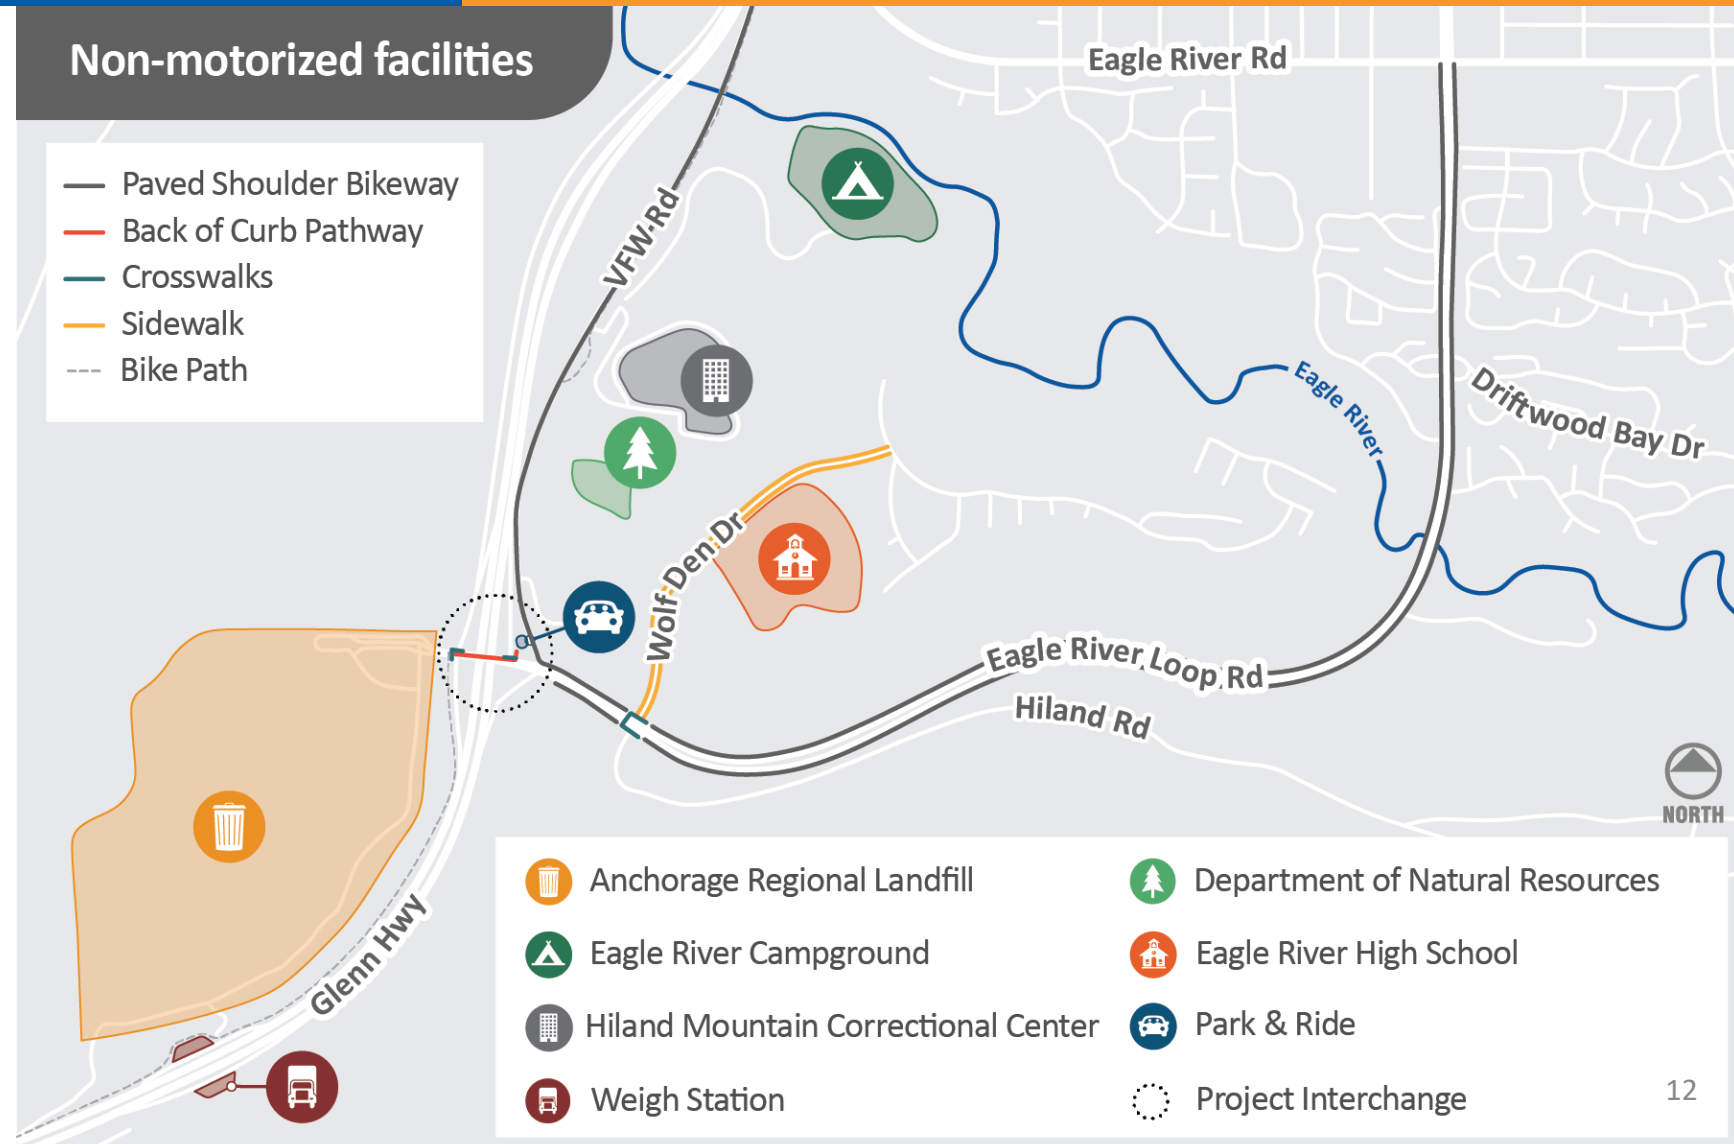 Non-motorized facilities
Eagle River Rd
Paved Shoulder Bikeway
Back of Curb Pathway
Crosswalks
Sidewalk
Bike Path
VFW Rd
Eagle River
Driftwood Bay Dr
Wolf Den Dr
Eagle River Loop Rd
Hiland Rd
NORTH
Glenn Hwy
Anchorage Regional Landfill
Eagle River Campground
Hiland Mountain Correctional Center
Weigh Station
Department of Natural Resources
Eagle River High School
Park & Ride
Project Interchange
12